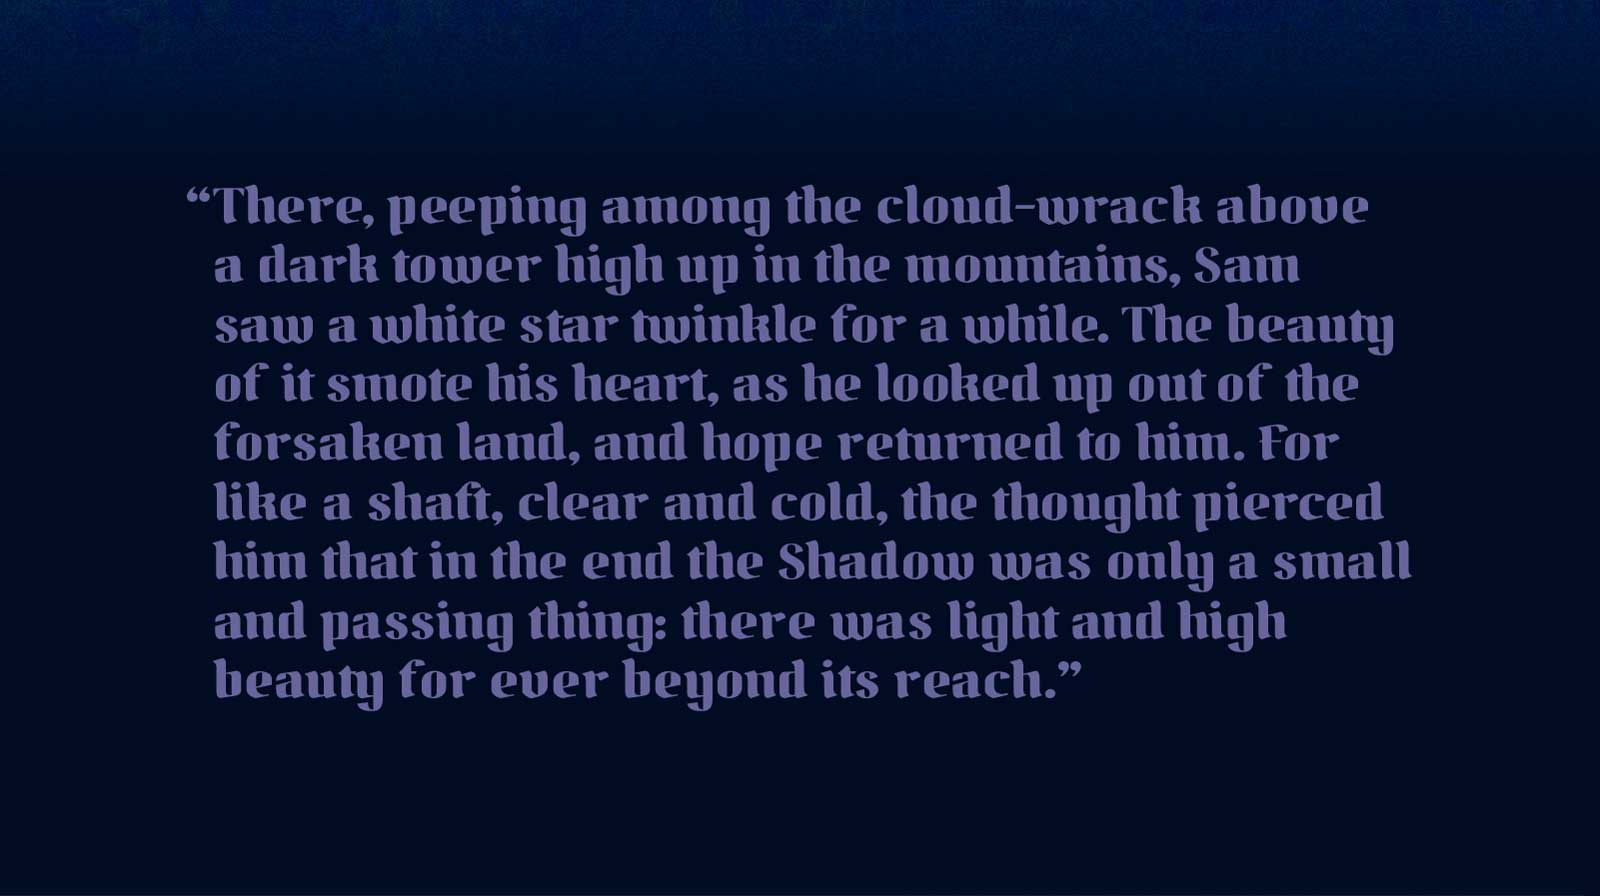 “There, peeping among the cloud-wrack above
a dark tower high up in the mountains, Sam
saw a white star twinkle for a while. The beauty
of it smote his heart, as he looked up out of the
forsaken land, and hope returned to him. For
like a shaft, clear and cold, the thought pierced
him that in the end the Shadow was only a small
and passing thing: there was light and high
beauty for ever beyond its reach.”